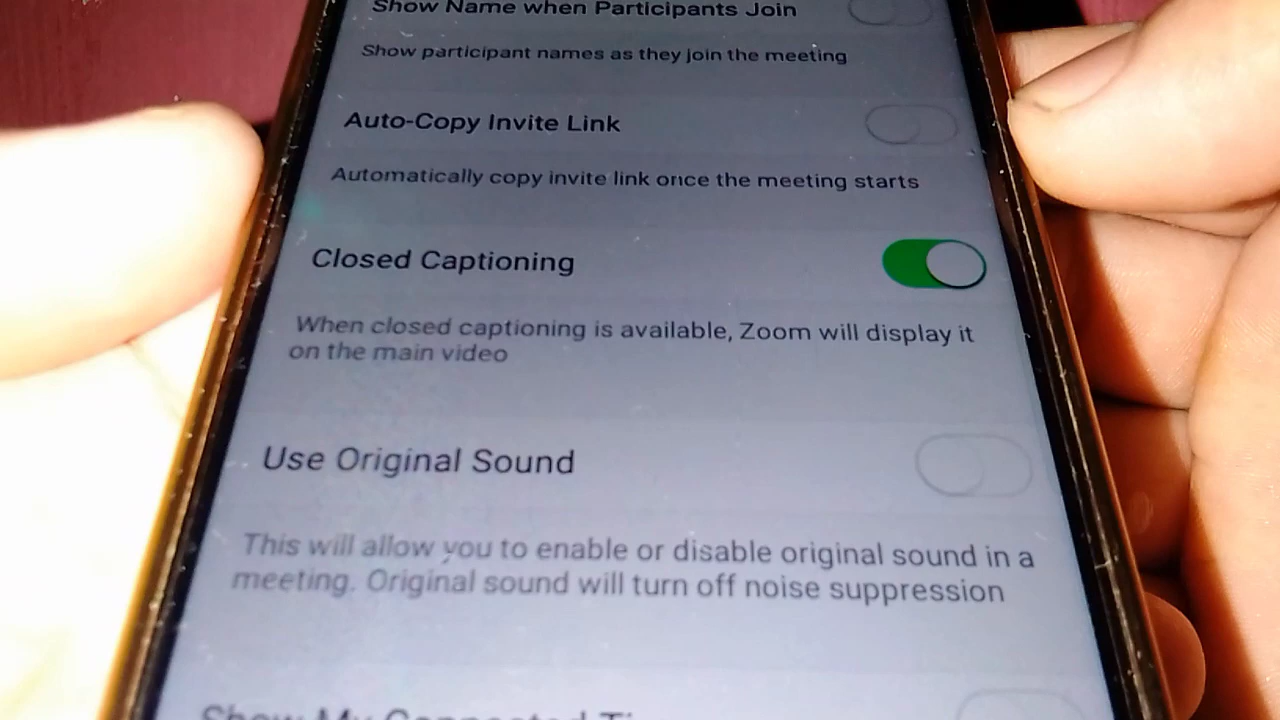 Show Name when Participants Join
Show participant names as they join the meeting
Auto-Copy Invite Link
Automatically copy invite link once the meeting starts
Closed Captioning
When closed captioning is available, Zoom will display it
on the main video
Use Original Sound
This will allow you to enable or disable original sound in a
meeting. Original sound will turn off noise suppression
Show My Connected